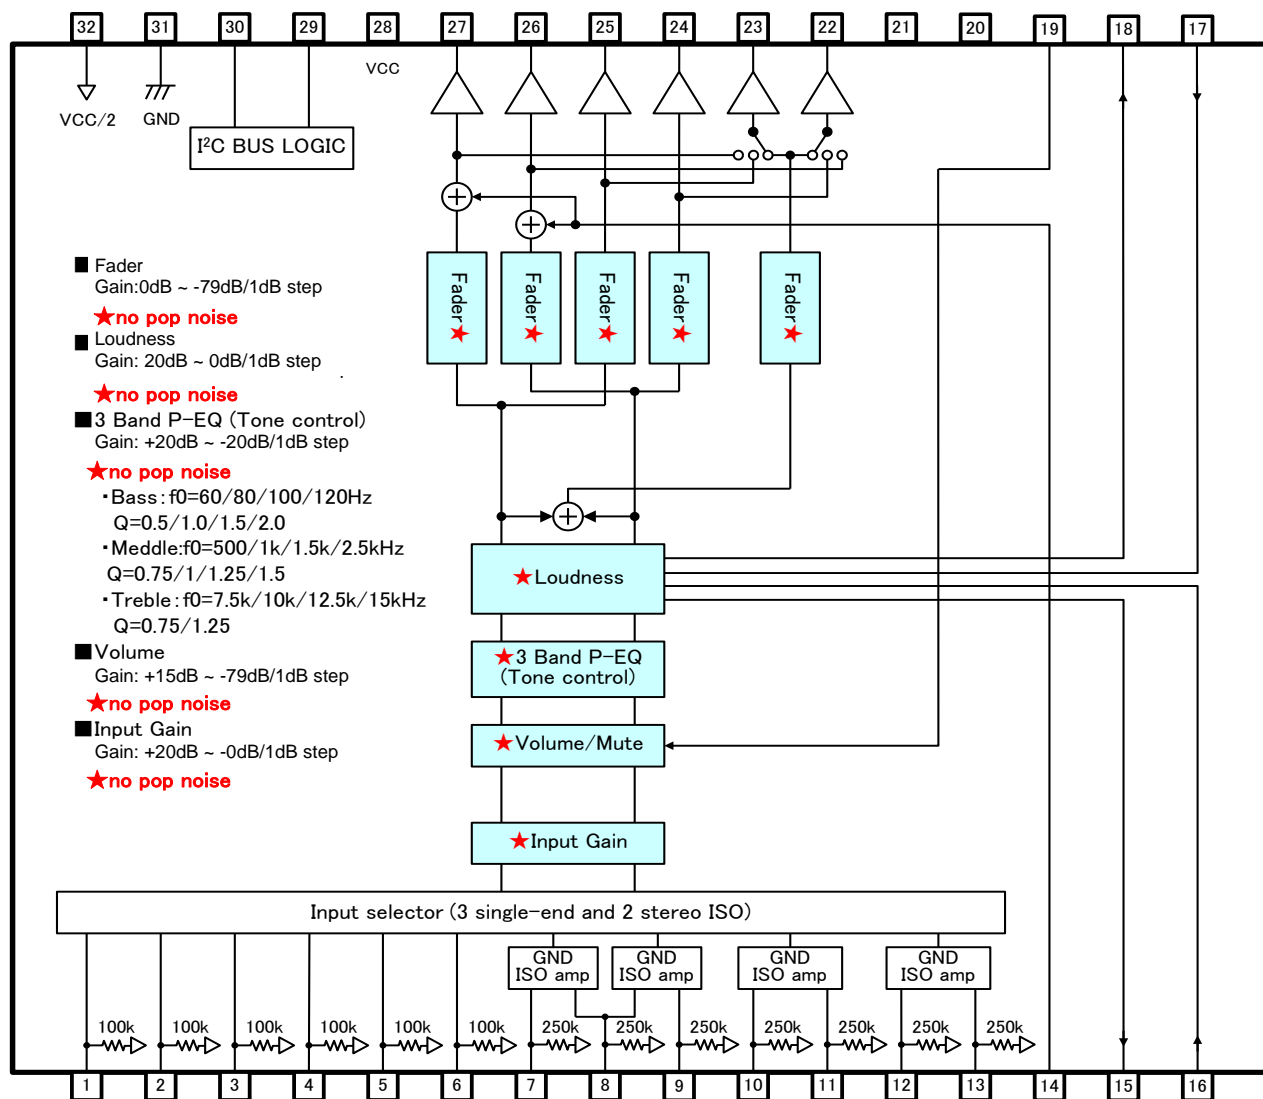 32 31 30 29 28 27 26 25 24 23 22 21 20 19 18 17
VCC
VCC/2 GND
I²C BUS LOGIC
+
+
Fader★ Fader★ Fader★ Fader★ Fader★
■ Fader
Gain:0dB ~ -79dB/1dB step
★no pop noise
■ Loudness
Gain: 20dB ~ 0dB/1dB step
.
★no pop noise
■3 Band P-EQ (Tone control)
Gain: +20dB ~ -20dB/1dB step
★no pop noise
・Bass:f0=60/80/100/120Hz
Q=0.5/1.0/1.5/2.0
・Meddle:f0=500/1k/1.5k/2.5kHz
Q=0.75/1/1.25/1.5
・Treble:f0=7.5k/10k/12.5k/15kHz
Q=0.75/1.25
■Volume
Gain: +15dB ~ -79dB/1dB step
★no pop noise
■Input Gain
Gain: +20dB ~ -0dB/1dB step
★no pop noise
+
★Loudness
★3 Band P-EQ
(Tone control)
★Volume/Mute
★Input Gain
Input selector (3 single-end and 2 stereo ISO)
GND
ISO amp
GND
ISO amp
GND
ISO amp
GND
ISO amp
100k 100k 100k 100k 100k 100k 250k 250k 250k 250k 250k 250k 250k
1 2 3 4 5 6 7 8 9 10 11 12 13 14 15 16